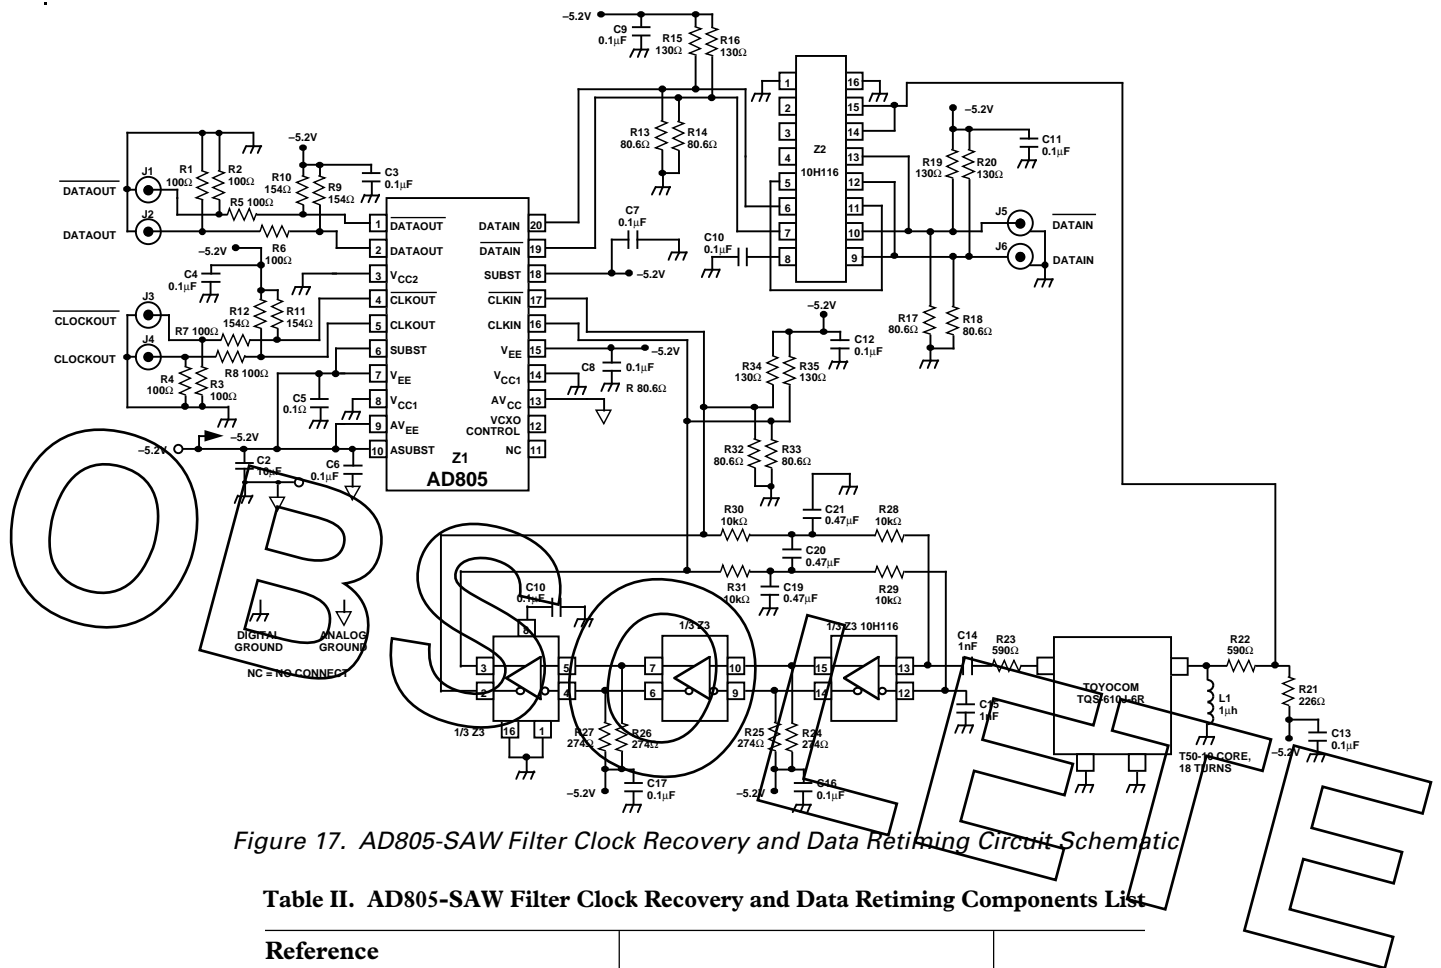 –5.2V
C9
0.1μF
R15
130Ω
R16
130Ω
R13
80.6Ω
R14
80.6Ω
1
2
3
4
5
6
7
8
16
15
14
13
12
11
10
9
Z2
10H116
–5.2V
C11
0.1μF
R19
130Ω
R20
130Ω
J5
DATAIN
J6
DATAIN
R17
80.6Ω
R18
80.6Ω
C10
0.1μF
C7
0.1μF
–5.2V
–5.2V
R1
100Ω
R2
100Ω
R10
154Ω
R9
154Ω
C3
0.1μF
DATAOUT
J1
DATAOUT
J2
R5 100Ω
R6
100Ω
–5.2V
C4
0.1μF
CLOCKOUT
J3
CLOCKOUT
J4
R12
154Ω
R11
154Ω
R7 100Ω
R8 100Ω
R4
100Ω
R3
100Ω
C5
0.1Ω
–5.2V
–5.2V
C2
10μF
C6
0.1μF
1 DATAOUT
2 DATAOUT
3 VCC2
4 CLKOUT
5 CLKOUT
6 SUBST
7 VEE
8 VCC1
9 AVEE
10 ASUBST
DATAIN 20
DATAIN 19
SUBST 18
CLKIN 17
CLKIN 16
VEE 15
VCC1 14
AVCC 13
VCXO CONTROL 12
NC 11
Z1
AD805
–5.2V
C8
0.1μF
R 80.6Ω
–5.2V
C12
0.1μF
R34
130Ω
R35
130Ω
R32
80.6Ω
R33
80.6Ω
R30
10kΩ
C21
0.47μF
R28
10kΩ
C20
0.47μF
R31
10kΩ
C19
0.47μF
R29
10kΩ
DIGITAL
GROUND
ANALOG
GROUND
NC = NO CONNECT
C10
0.1μF
8
3
2
5
4
16
1
1/3 Z3
1/3 Z3
7
6
10
9
1/3 Z3 10H116
15
14
13
12
R27
274Ω
R26
274Ω
–5.2V
C17
0.1μF
R25
274Ω
R24
274Ω
–5.2V
C16
0.1μF
C14
1nF
R23
590Ω
C15
1nF
TOYOCOM
TQS-610J-6R
R22
590Ω
L1
1μh
T50-10 CORE,
18 TURNS
R21
226Ω
–5.2V
C13
0.1μF
OBSOLETE
Figure 17. AD805-SAW Filter Clock Recovery and Data Retiming Circuit Schematic
Table II. AD805-SAW Filter Clock Recovery and Data Retiming Components List
Reference